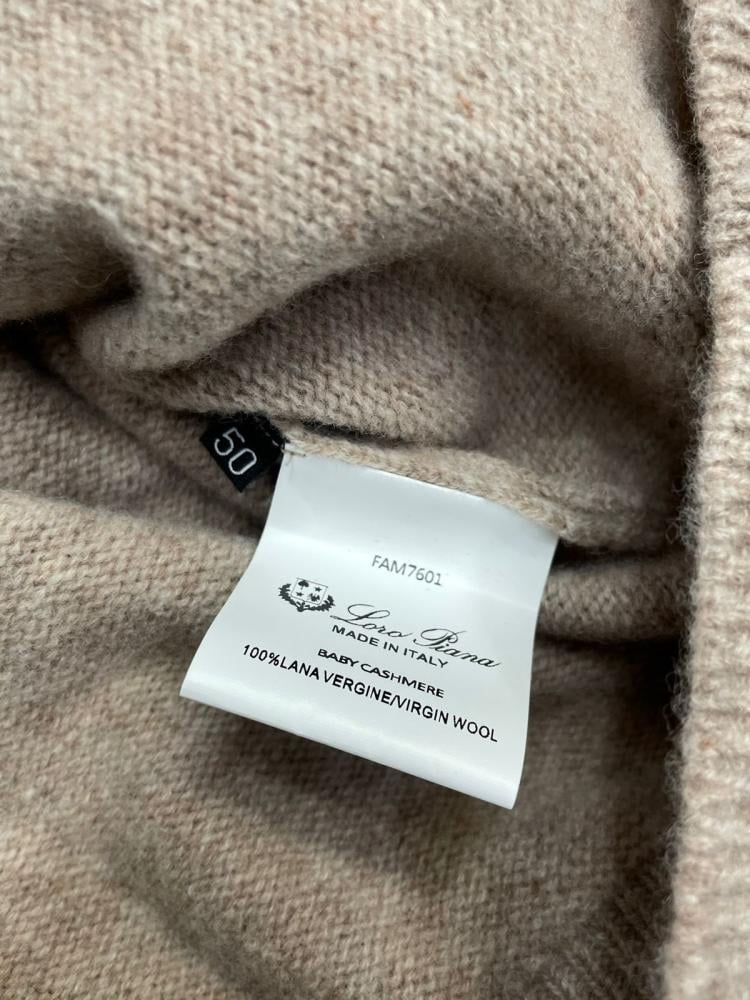 50
FAM7601
Loro Piana
MADE IN ITALY
BABY CASHMERE
100%LANA VERGINE/VIRGIN WOOL